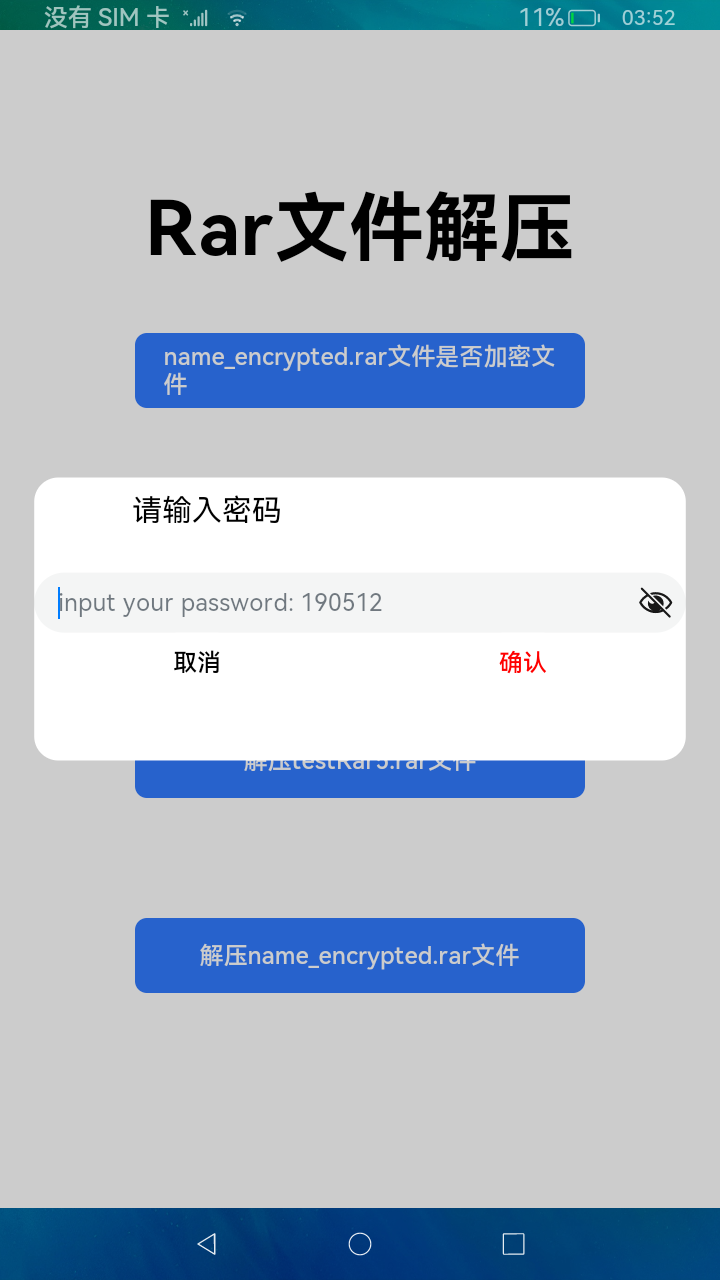 没有 SIM 卡
11%
03:52
Rar文件解压
name_encrypted.rar文件是否加密文
件
请输入密码
input your password: 190512
取消
确认
解压testRar5.rar文件
解压name_encrypted.rar文件